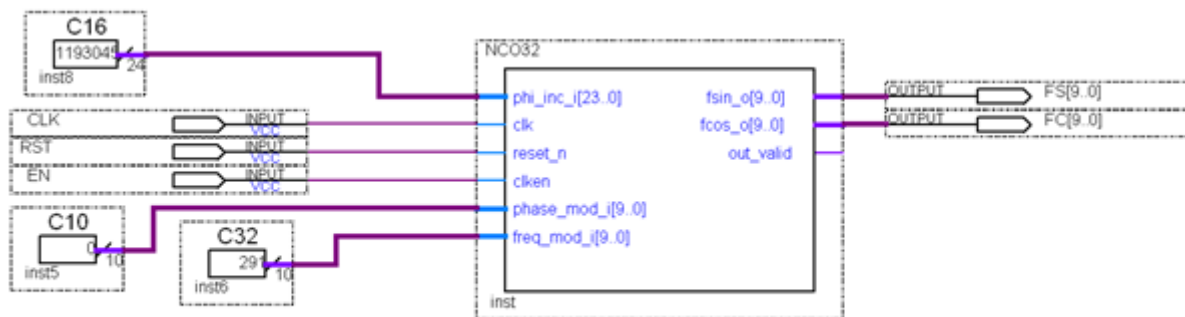 C16
1193045
24
inst8
CLK
INPUT
VCC
RST
INPUT
VCC
EN
INPUT
VCC
C10
0
10
inst5
C32
291
10
inst6
NCO32
phi_inc_i[23..0]
fsin_o[9..0]
clk
fcos_o[9..0]
reset_n
out_valid
clken
phase_mod_i[9..0]
freq_mod_i[9..0]
inst
OUTPUT
FS[9..0]
OUTPUT
FC[9..0]